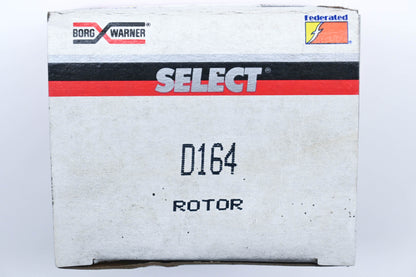 BORG WARNER
Federated
SELECT®
D164
ROTOR